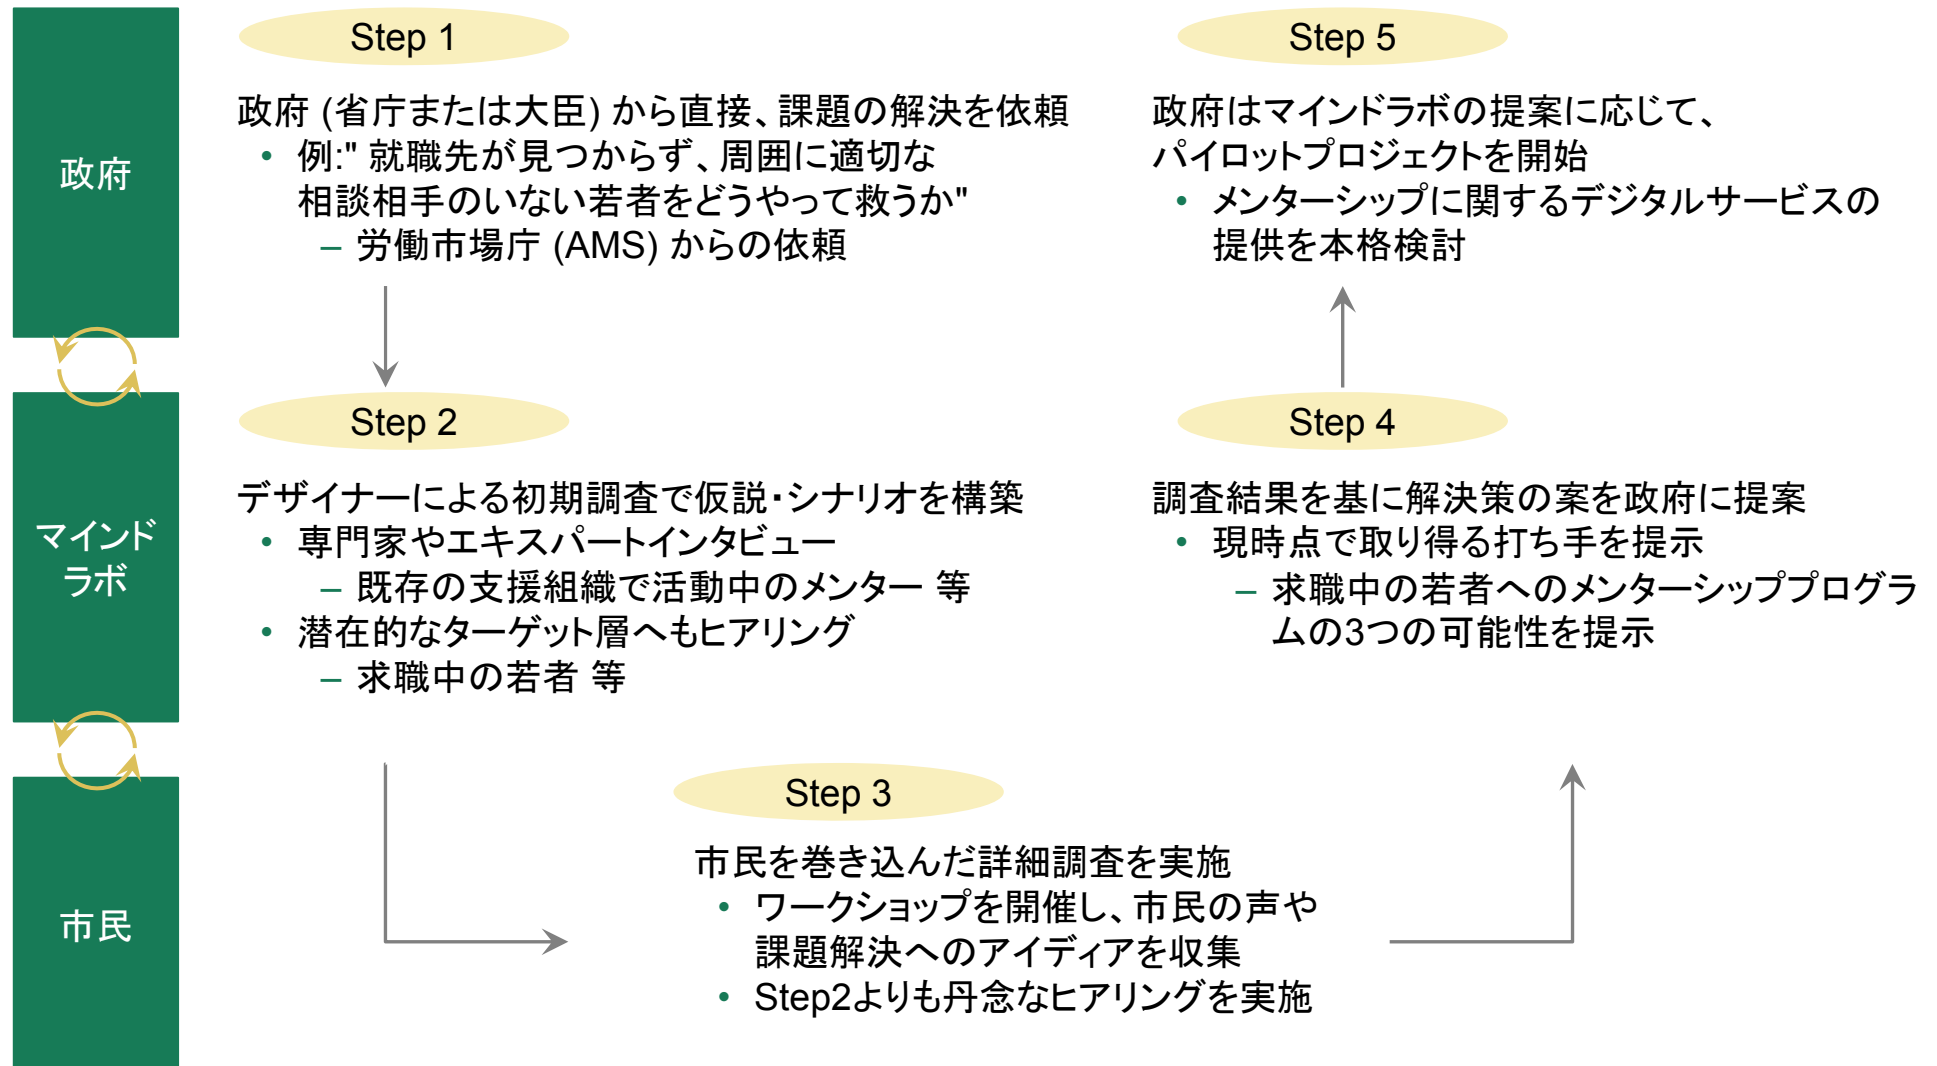 政府
マインド
ラボ
市民
Step 1
政府 (省庁または大臣) から直接、課題の解決を依頼
• 例:" 就職先が見つからず、周囲に適切な
相談相手のいない若者をどうやって救うか"
– 労働市場庁 (AMS) からの依頼
Step 2
デザイナーによる初期調査で仮説・シナリオを構築
• 専門家やエキスパートインタビュー
– 既存の支援組織で活動中のメンター 等
• 潜在的なターゲット層へもヒアリング
– 求職中の若者 等
Step 3
市民を巻き込んだ詳細調査を実施
• ワークショップを開催し、市民の声や
課題解決へのアイディアを収集
• Step2よりも丹念なヒアリングを実施
Step 4
調査結果を基に解決策の案を政府に提案
• 現時点で取り得る打ち手を提示
– 求職中の若者へのメンターシッププログラ
ムの3つの可能性を提示
Step 5
政府はマインドラボの提案に応じて、
パイロットプロジェクトを開始
• メンターシップに関するデジタルサービスの
提供を本格検討